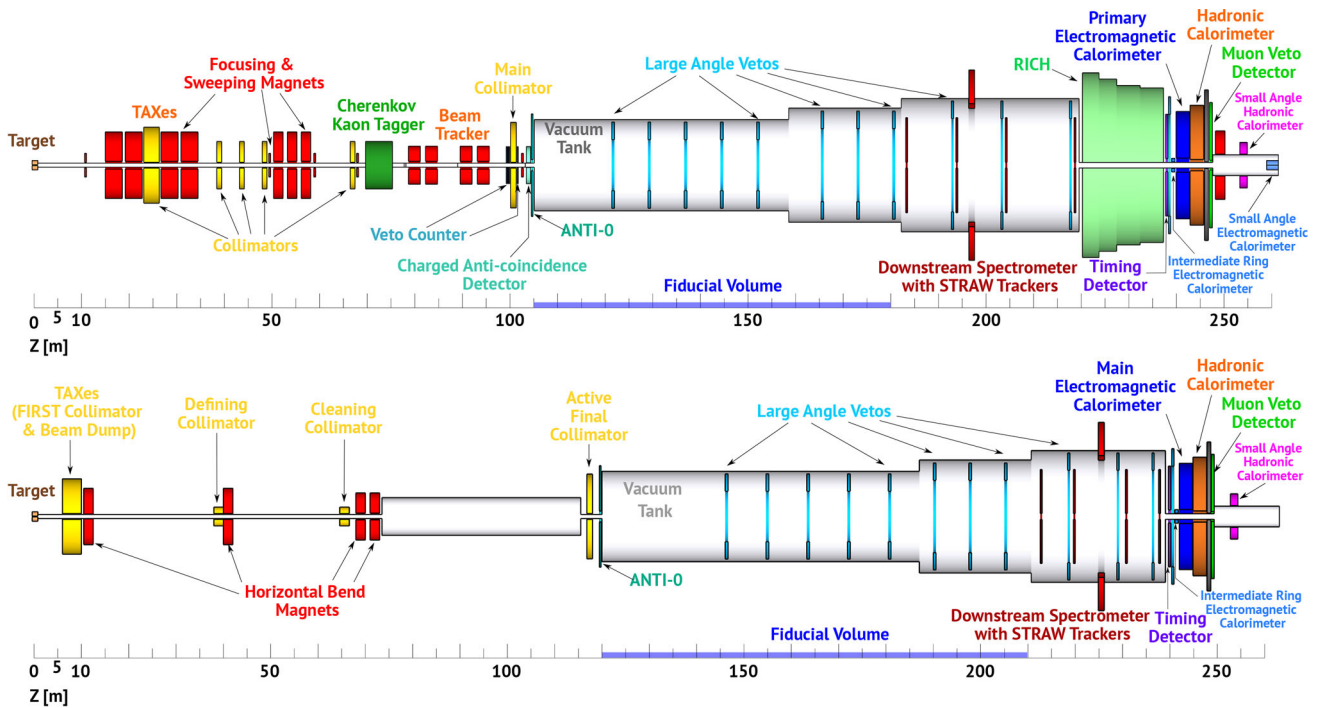 Target
TAXes
Focusing &
Sweeping Magnets
Collimators
Cherenkov
Kaon Tagger
Beam
Tracker
Main
Collimator
Veto Counter
Charged Anti-coincidence
Detector
ANTI-0
Vacuum
Tank
Large Angle Vetos
Fiducial Volume
Downstream Spectrometer
with STRAW Trackers
RICH
Timing
Detector
Primary
Electromagnetic
Calorimeter
Hadronic
Calorimeter
Muon Veto
Detector
Small Angle
Hadronic
Calorimeter
Small Angle
Electromagnetic
Calorimeter
Intermediate Ring
Electromagnetic
Calorimeter
0 5 10 50 100 150 200 250
Z [m]
Target
TAXes
(FIRST Collimator
& Beam Dump)
Defining
Collimator
Cleaning
Collimator
Horizontal Bend
Magnets
Active
Final
Collimator
ANTI-0
Vacuum
Tank
Large Angle Vetos
Fiducial Volume
Downstream Spectrometer
with STRAW Trackers
Timing
Detector
Main
Electromagnetic
Calorimeter
Hadronic
Calorimeter
Muon Veto
Detector
Small Angle
Hadronic
Calorimeter
Intermediate Ring
Electromagnetic
Calorimeter
0 5 10 50 100 150 200 250
Z [m]